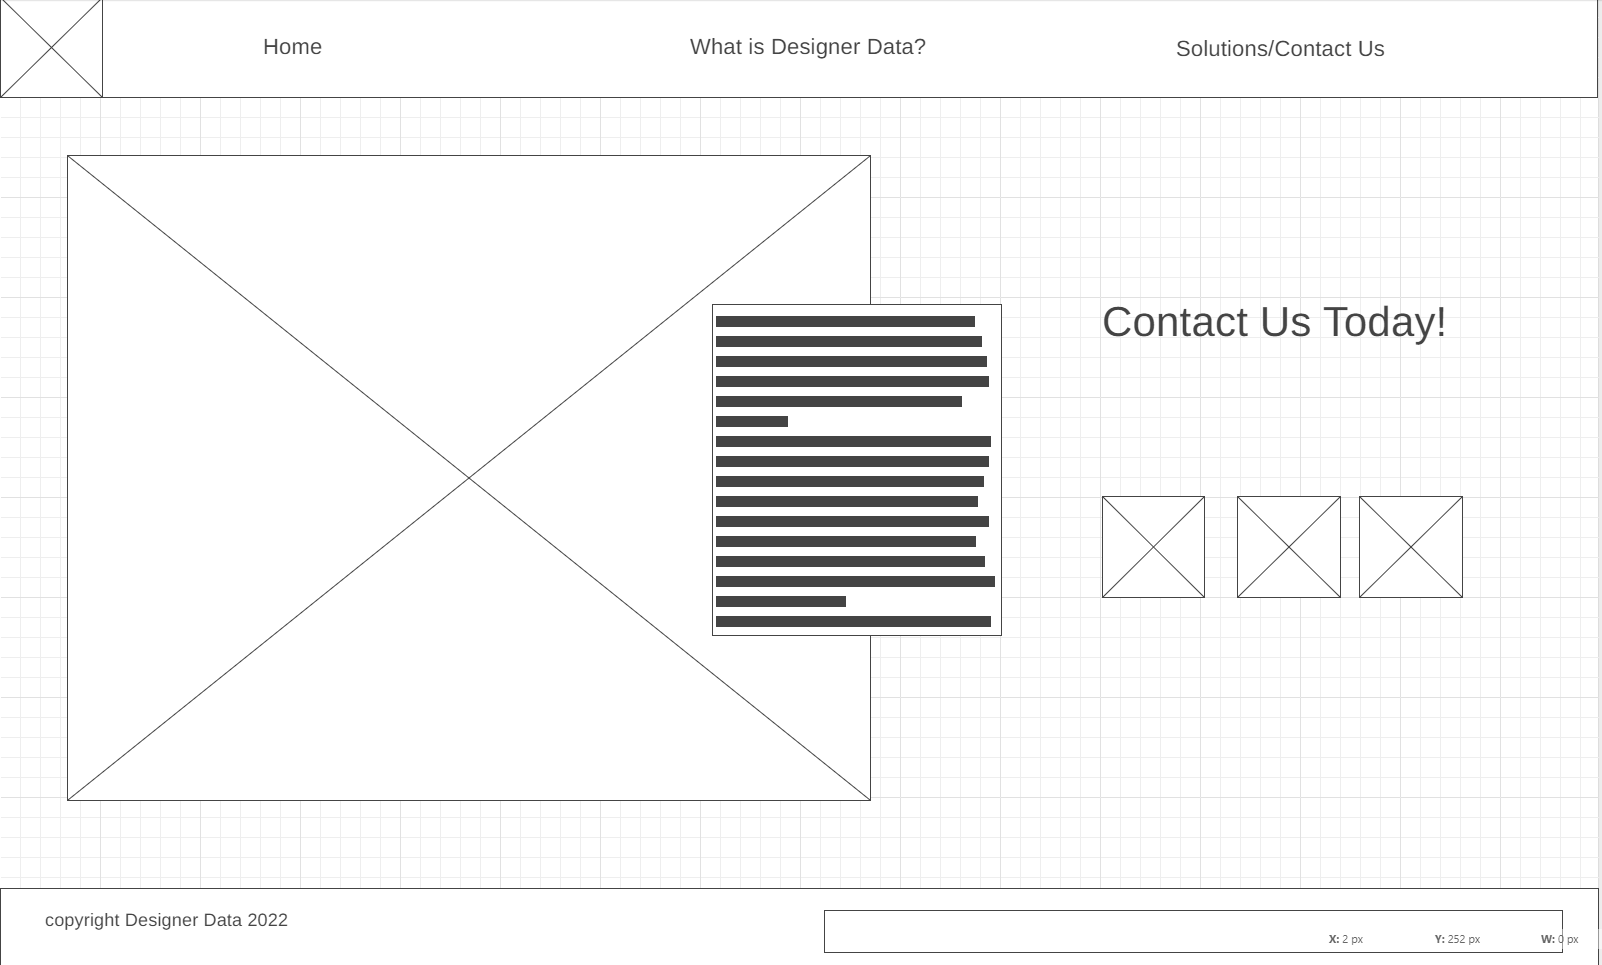 Home
What is Designer Data?
Solutions/Contact Us
Contact Us Today!
copyright Designer Data 2022
X: 2 px
Y: 252 px
W: 0 px